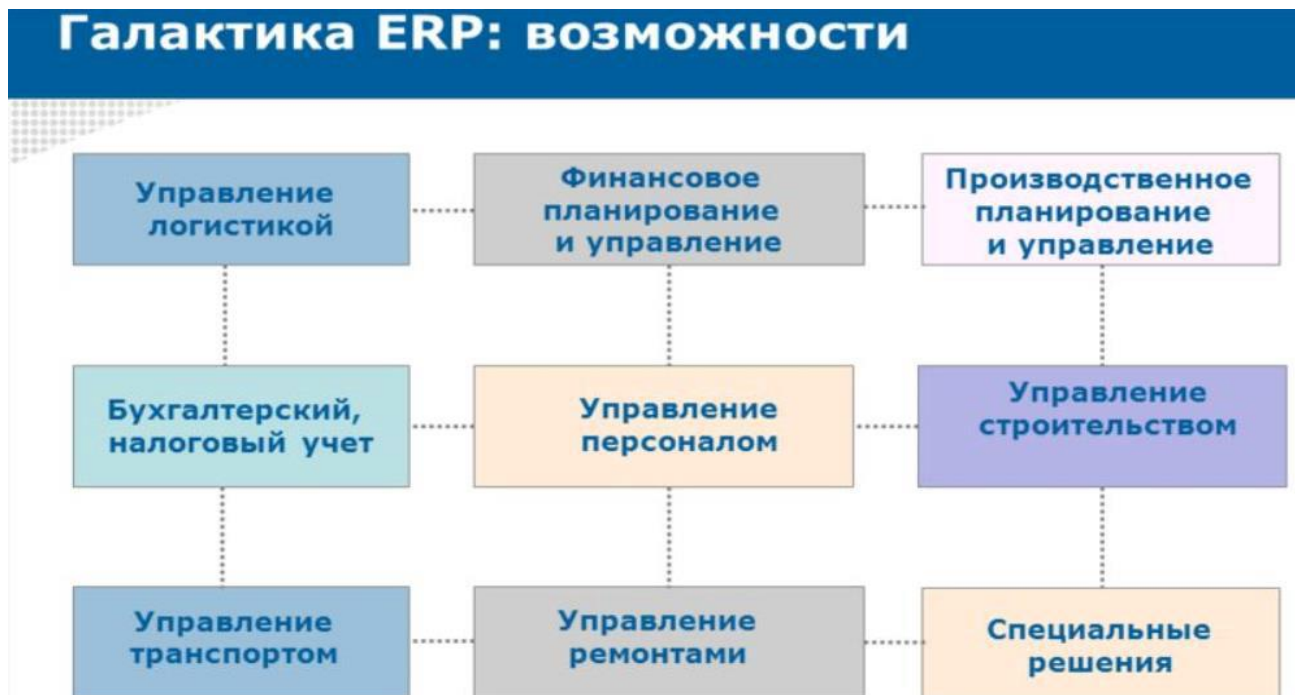 Галактика ERP: возможности
Управление
логистикой
Финансовое
планирование
и управление
Производственное
планирование
и управление
Бухгалтерский,
налоговый учет
Управление
персоналом
Управление
строительством
Управление
транспортом
Управление
ремонтами
Специальные
решения